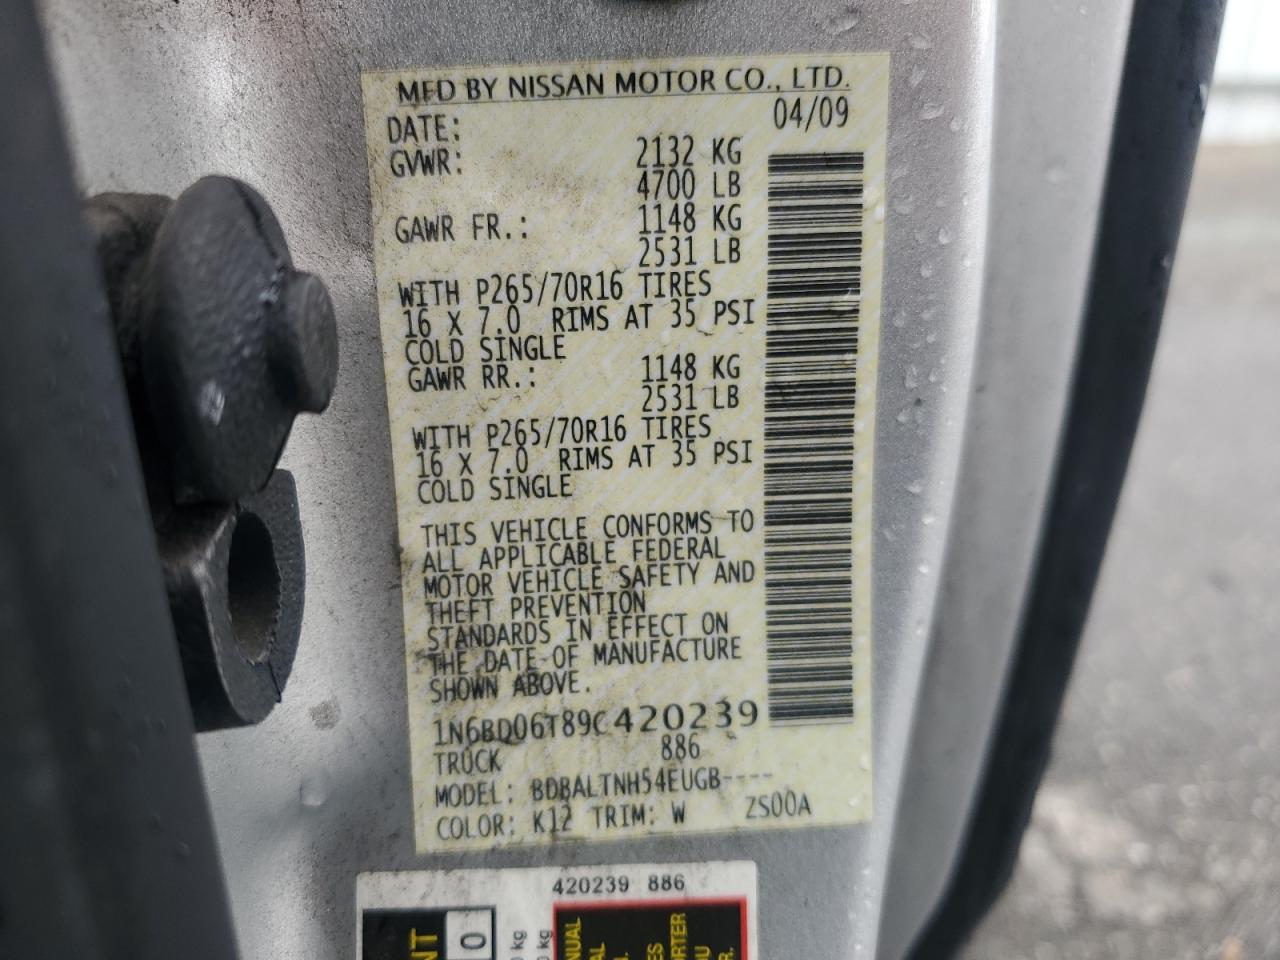 MFD BY NISSAN MOTOR CO., LTD.
DATE: 04/09
GVWR: 2132 KG
4700 LB
GAWR FR.: 1148 KG
2531 LB
WITH P265/70R16 TIRES
16 X 7.0 RIMS AT 35 PSI
COLD SINGLE
GAWR RR.: 1148 KG
2531 LB
WITH P265/70R16 TIRES
16 X 7.0 RIMS AT 35 PSI
COLD SINGLE
THIS VEHICLE CONFORMS TO
ALL APPLICABLE FEDERAL
MOTOR VEHICLE SAFETY AND
THEFT PREVENTION
STANDARDS IN EFFECT ON
THE DATE OF MANUFACTURE
SHOWN ABOVE.
1N6BD06T89C420239
TRUCK 886
MODEL: BDBALTNH54EUGB----
COLOR: K12 TRIM: W ZS00A
420239 886
0
kg
kg